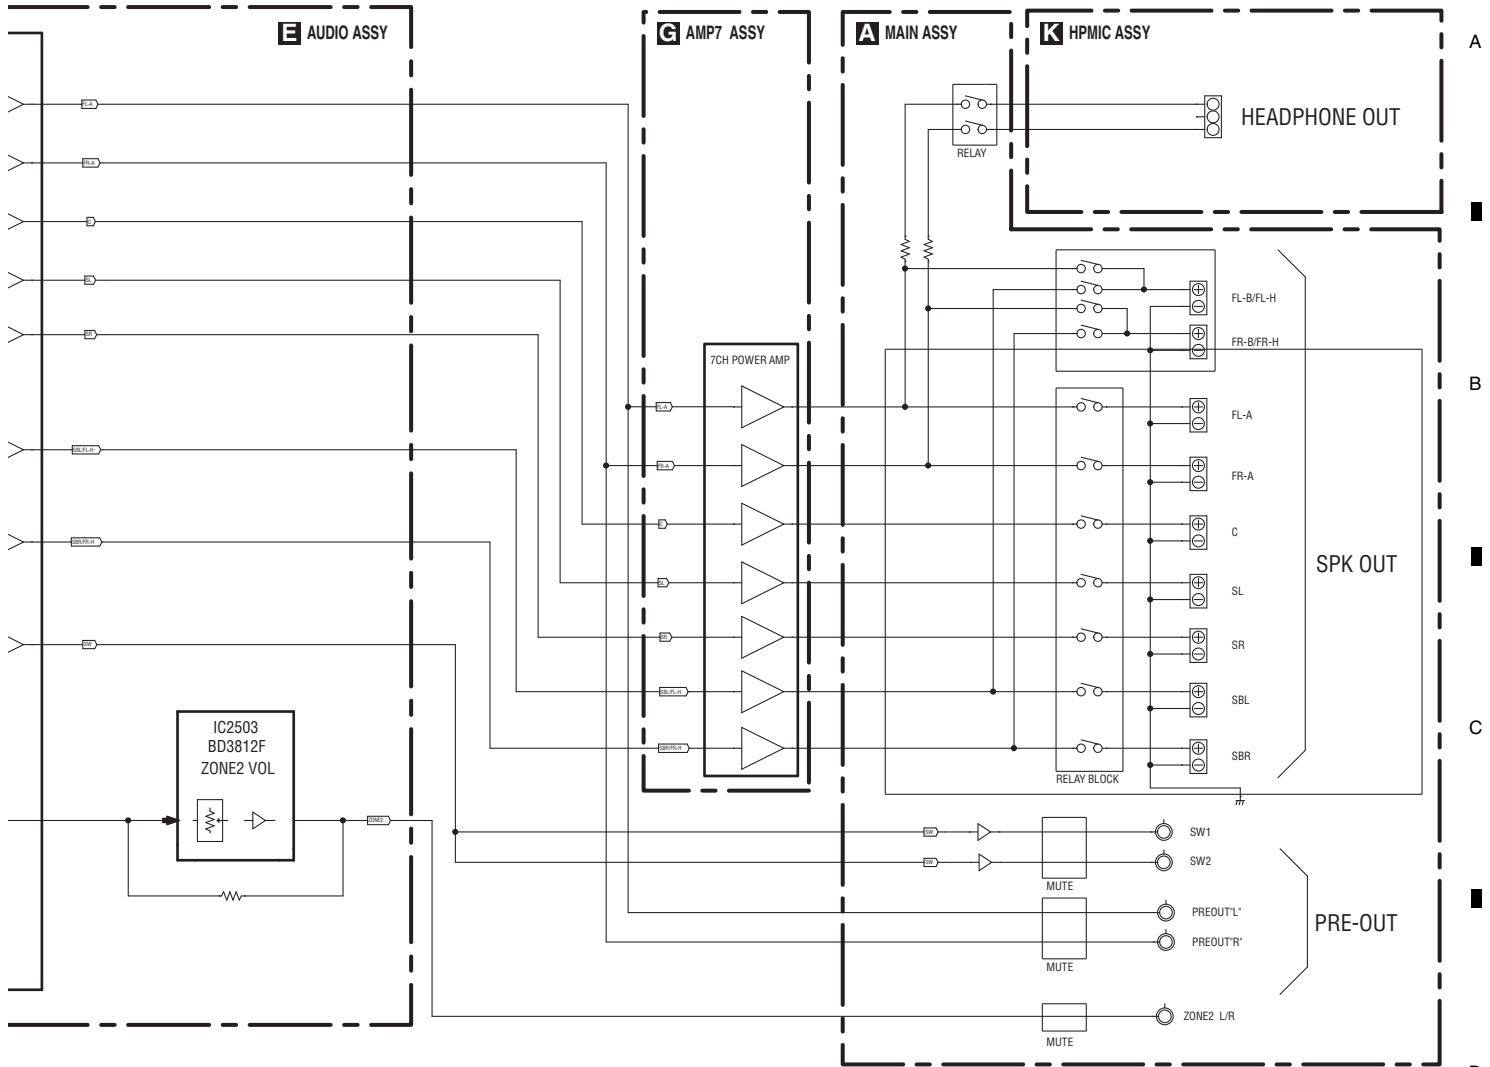 E AUDIO ASSY
G AMP7 ASSY
A MAIN ASSY
K HPMIC ASSY
A
FL-A
HEADPHONE OUT
RELAY
FR-A
C
SL
FL-B/FL-H
SR
FR-B/FR-H
7CH POWER AMP
B
FL-A
FL-A
SBL/FL-H
FR-A
FR-A
C
C
SBR/FR-H
SPK OUT
SL
SL
SR
SR
SW
SBL/FL-H
SBL
IC2503
BD3812F
ZONE2 VOL
C
SBR/FR-H
SBR
RELAY BLOCK
ZONE2
SW
SW1
SW
SW2
MUTE
PREOUT"L"
PRE-OUT
PREOUT"R"
MUTE
ZONE2 L/R
MUTE